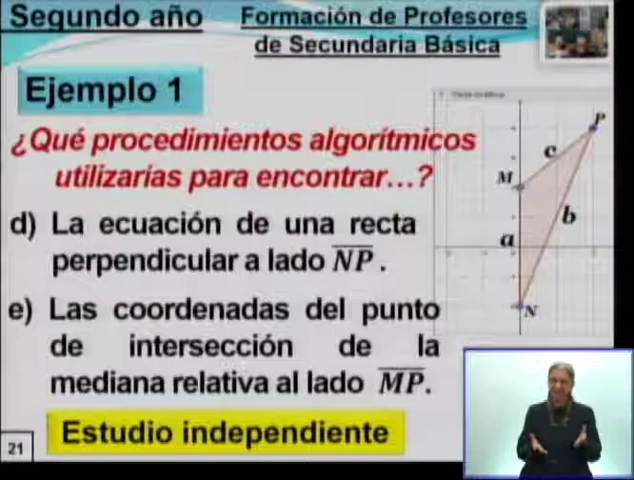 Segundo año
Formación de Profesores
de Secundaria Básica
Ejemplo 1
¿Qué procedimientos algorítmicos
utilizarías para encontrar...?
d) La ecuación de una recta
perpendicular a lado NP.
e) Las coordenadas del punto
de intersección de la
mediana relativa al lado MP.
Estudio independiente
21
P
c
M
b
a
N